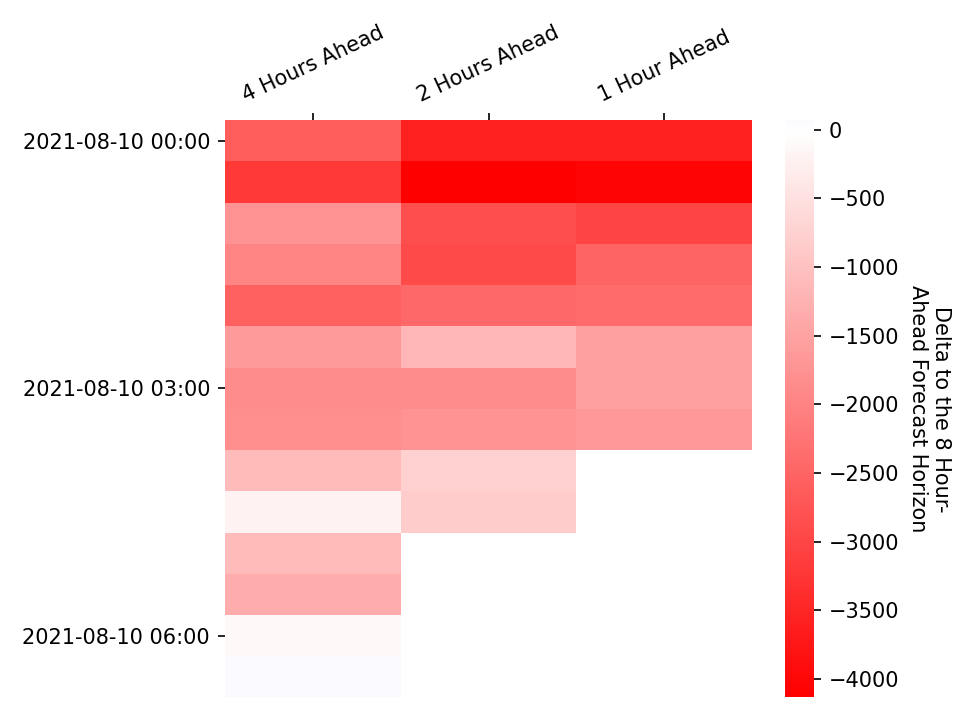 4 Hours Ahead
2 Hours Ahead
1 Hour Ahead
2021-08-10 00:00
2021-08-10 03:00
2021-08-10 06:00
0
−500
−1000
−1500
−2000
−2500
−3000
−3500
−4000
Delta to the 8 Hour-
Ahead Forecast Horizon